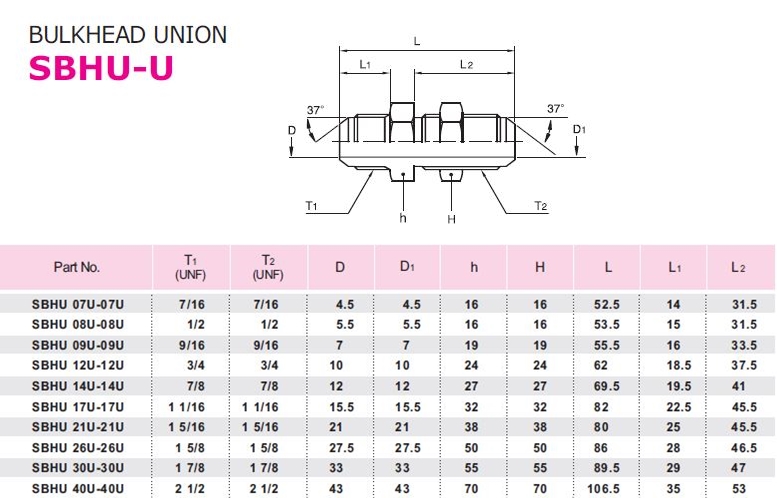 BULKHEAD UNION
SBHU-U
L
L1 L2
37° 37°
D D1
T1 h H T2
Part No. T1 (UNF) T2 (UNF) D D1 h H L L1 L2
SBHU 07U-07U 7/16 7/16 4.5 4.5 16 16 52.5 14 31.5
SBHU 08U-08U 1/2 1/2 5.5 5.5 16 16 53.5 15 31.5
SBHU 09U-09U 9/16 9/16 7 7 19 19 55.5 16 33.5
SBHU 12U-12U 3/4 3/4 10 10 24 24 62 18.5 37.5
SBHU 14U-14U 7/8 7/8 12 12 27 27 69.5 19.5 41
SBHU 17U-17U 1 1/16 1 1/16 15.5 15.5 32 32 82 22.5 45.5
SBHU 21U-21U 1 5/16 1 5/16 21 21 38 38 80 25 45.5
SBHU 26U-26U 1 5/8 1 5/8 27.5 27.5 50 50 86 28 46.5
SBHU 30U-30U 1 7/8 1 7/8 33 33 55 55 89.5 29 47
SBHU 40U-40U 2 1/2 2 1/2 43 43 70 70 106.5 35 53